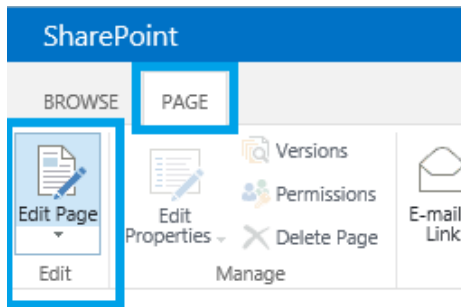 SharePoint
BROWSE PAGE
Edit Page
Edit
Edit
Properties
Versions
Permissions
Delete Page
Manage
E-mail
Link